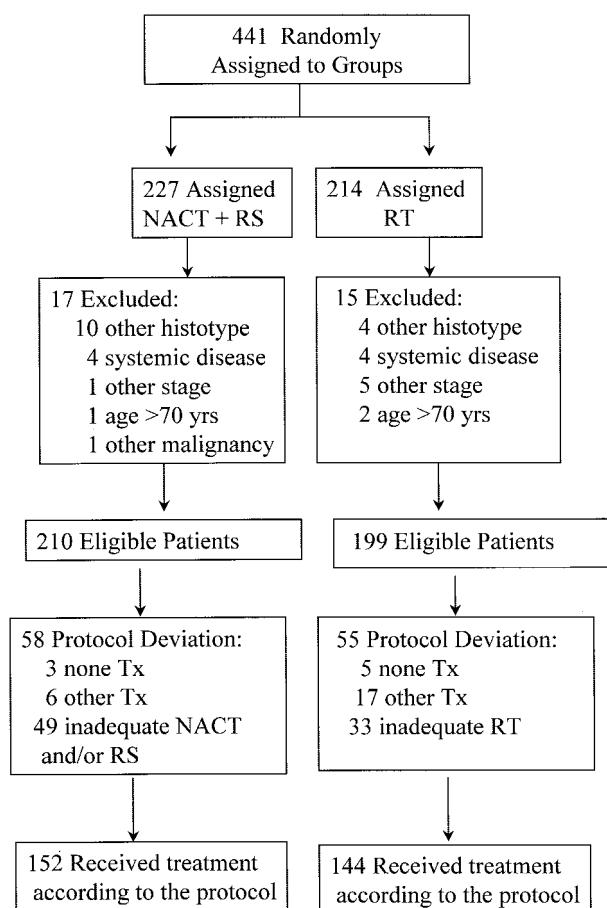 441 Randomly
Assigned to Groups
227 Assigned
NACT + RS
214 Assigned
RT
17 Excluded:
10 other histotype
4 systemic disease
1 other stage
1 age >70 yrs
1 other malignancy
15 Excluded:
4 other histotype
4 systemic disease
5 other stage
2 age >70 yrs
210 Eligible Patients
199 Eligible Patients
58 Protocol Deviation:
3 none Tx
6 other Tx
49 inadequate NACT
and/or RS
55 Protocol Deviation:
5 none Tx
17 other Tx
33 inadequate RT
152 Received treatment
according to the protocol
144 Received treatment
according to the protocol